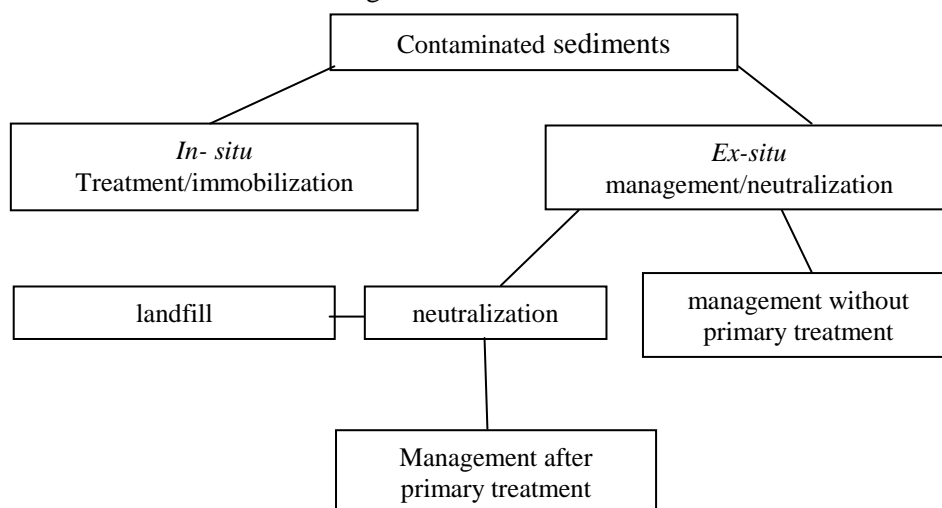 Contaminated sediments
In- situ
Treatment/immobilization
Ex-situ
management/neutralization
landfill
neutralization
management without
primary treatment
Management after
primary treatment